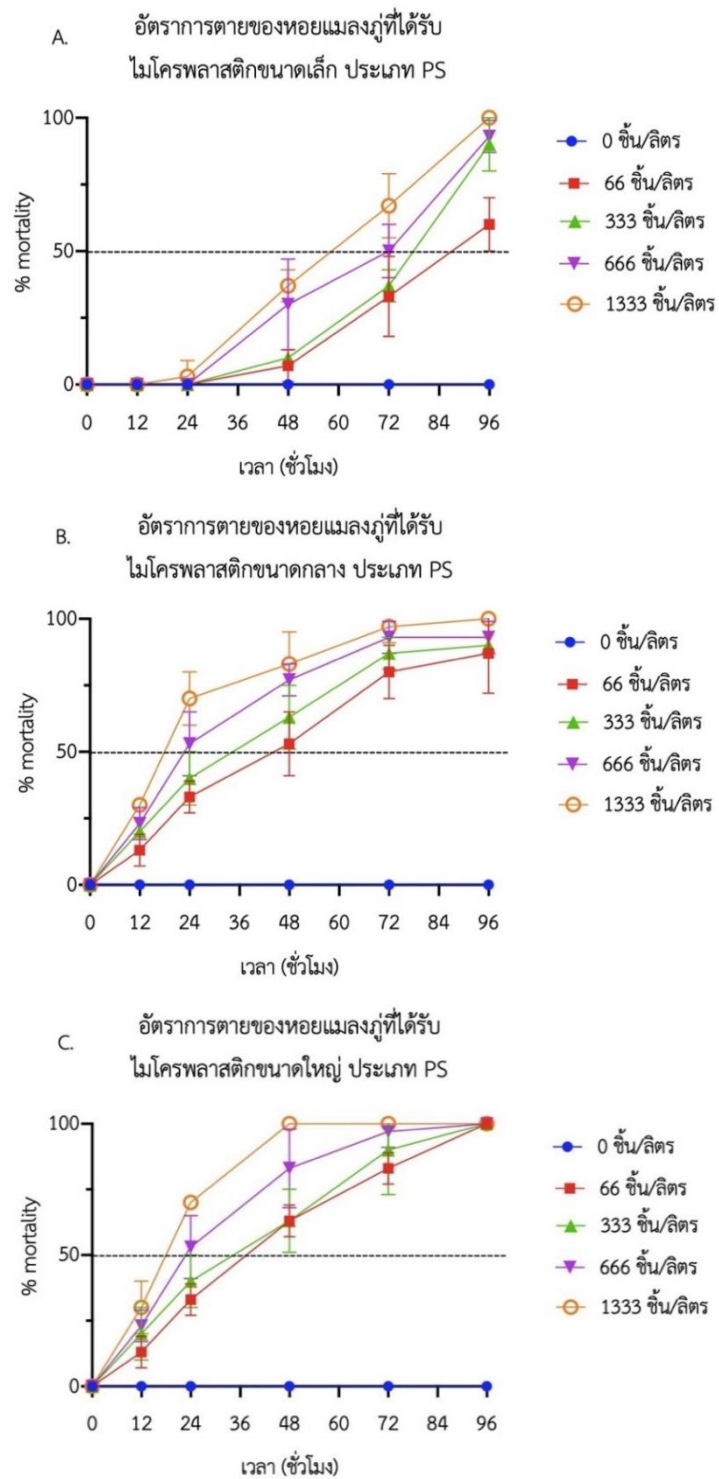 A.
อัตราการตายของหอยแมลงภู่ที่ได้รับ
ไมโครพลาสติกขนาดเล็ก ประเภท PS
% mortality
100
50
0
0 12 24 36 48 60 72 84 96
เวลา (ชั่วโมง)
0 ชิ้น/ลิตร
66 ชิ้น/ลิตร
333 ชิ้น/ลิตร
666 ชิ้น/ลิตร
1333 ชิ้น/ลิตร
B.
อัตราการตายของหอยแมลงภู่ที่ได้รับ
ไมโครพลาสติกขนาดกลาง ประเภท PS
% mortality
100
50
0
0 12 24 36 48 60 72 84 96
เวลา (ชั่วโมง)
0 ชิ้น/ลิตร
66 ชิ้น/ลิตร
333 ชิ้น/ลิตร
666 ชิ้น/ลิตร
1333 ชิ้น/ลิตร
C.
อัตราการตายของหอยแมลงภู่ที่ได้รับ
ไมโครพลาสติกขนาดใหญ่ ประเภท PS
% mortality
100
50
0
0 12 24 36 48 60 72 84 96
เวลา (ชั่วโมง)
0 ชิ้น/ลิตร
66 ชิ้น/ลิตร
333 ชิ้น/ลิตร
666 ชิ้น/ลิตร
1333 ชิ้น/ลิตร